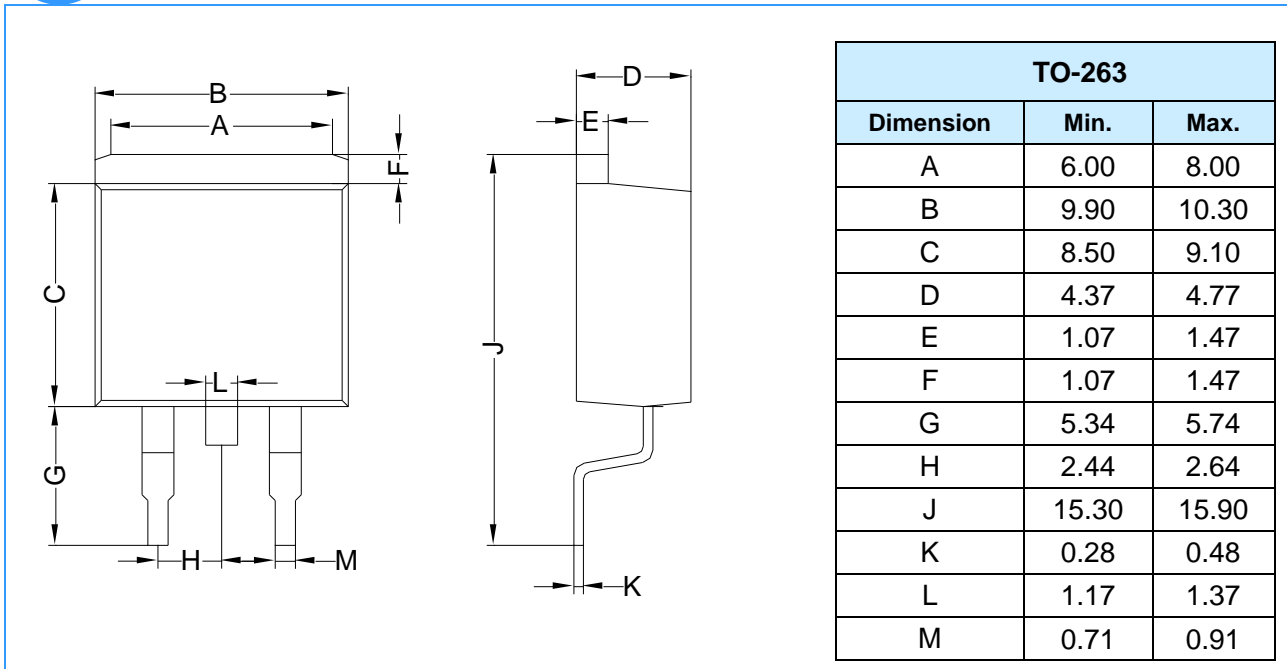 B
A
F
C
L
G
H
M
D
E
J
K
TO-263
Dimension Min. Max.
A 6.00 8.00
B 9.90 10.30
C 8.50 9.10
D 4.37 4.77
E 1.07 1.47
F 1.07 1.47
G 5.34 5.74
H 2.44 2.64
J 15.30 15.90
K 0.28 0.48
L 1.17 1.37
M 0.71 0.91